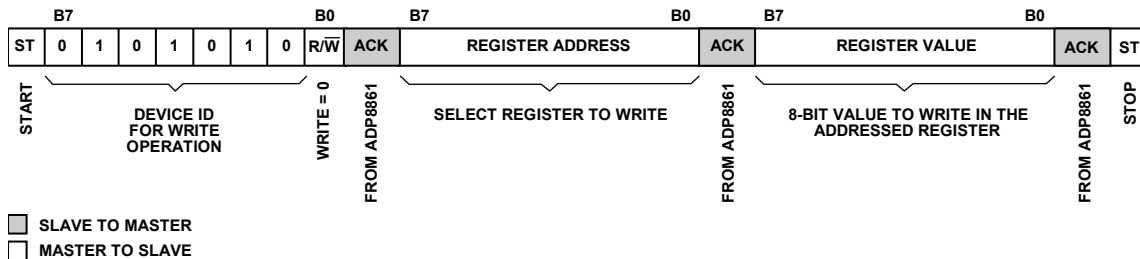 B7 B0 B7 B0 B7 B0
ST 0 1 0 1 0 1 0 R/W̅ ACK REGISTER ADDRESS ACK REGISTER VALUE ACK ST
START
DEVICE ID
FOR WRITE
OPERATION
WRITE = 0
FROM ADP8861
SELECT REGISTER TO WRITE
FROM ADP8861
8-BIT VALUE TO WRITE IN THE
ADDRESSED REGISTER
FROM ADP8861
STOP
SLAVE TO MASTER
MASTER TO SLAVE